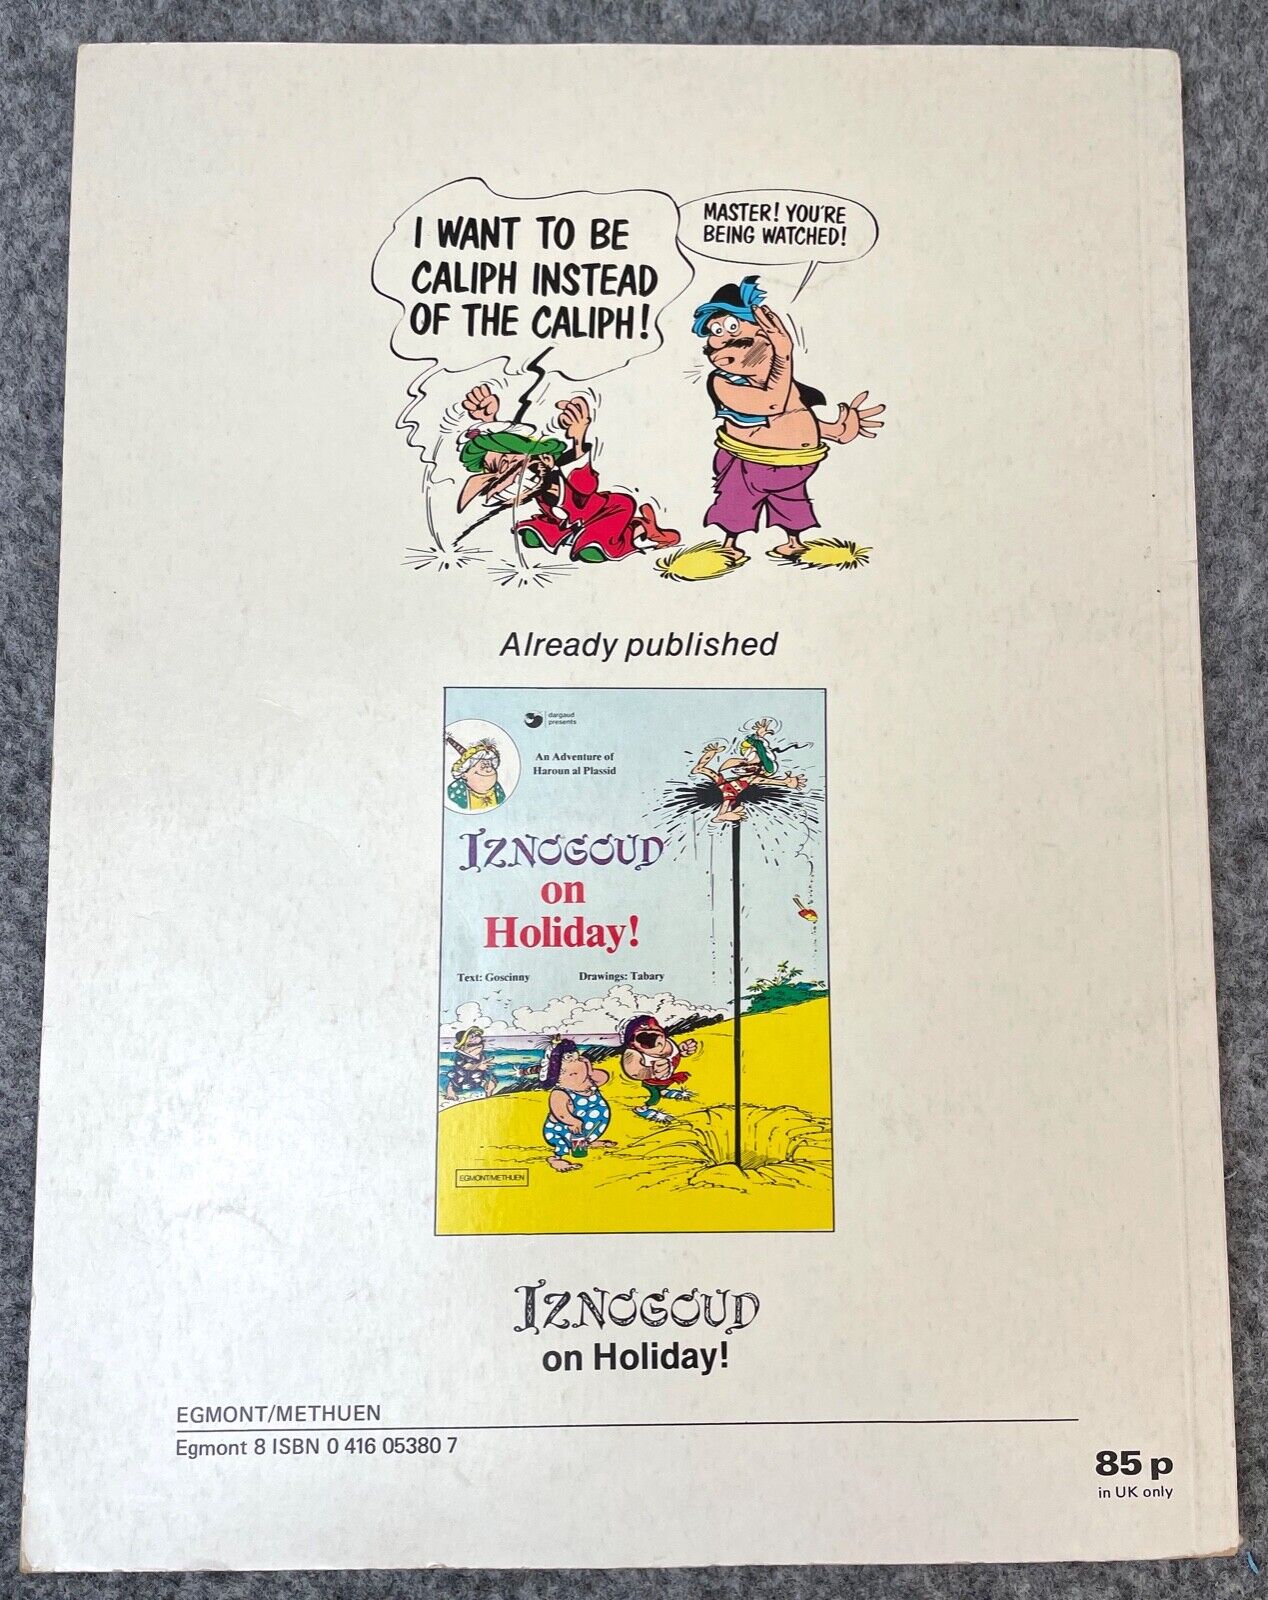 I WANT TO BE
CALIPH INSTEAD
OF THE CALIPH!
MASTER! YOU'RE
BEING WATCHED!
Already published
dargaud
presents
An Adventure of
Haroun al Plassid
IZNOGOUD
on
Holiday!
Text: Goscinny Drawings: Tabary
EGMONT/METHUEN
IZNOGOUD
on Holiday!
EGMONT/METHUEN
Egmont 8 ISBN 0 416 05380 7
85 p
in UK only